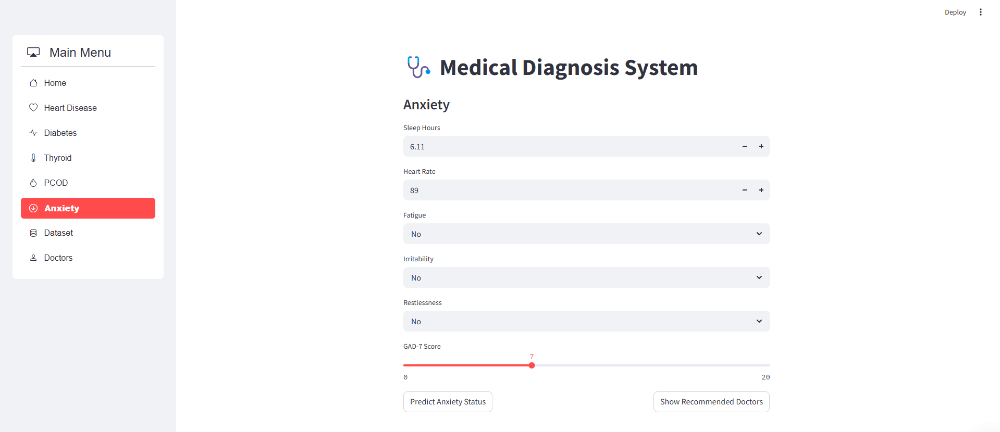 Deploy
Main Menu
Home
Heart Disease
Diabetes
Thyroid
PCOD
Anxiety
Dataset
Doctors
Medical Diagnosis System
Anxiety
Sleep Hours
6.11
Heart Rate
89
Fatigue
No
Irritability
No
Restlessness
No
GAD-7 Score
7
0 20
Predict Anxiety Status Show Recommended Doctors